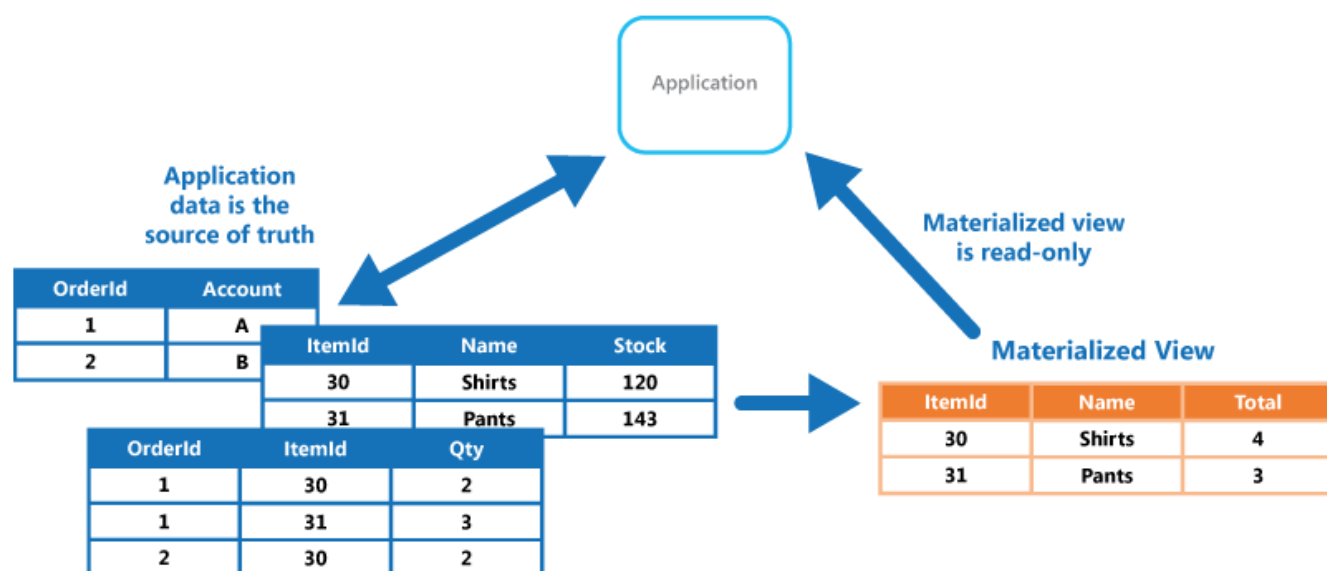 Application
Application
data is the
source of truth
Materialized view
is read-only
OrderId Account
1 A
2 B
ItemId Name Stock
30 Shirts 120
31 Pants 143
OrderId ItemId Qty
1 30 2
1 31 3
2 30 2
Materialized View
ItemId Name Total
30 Shirts 4
31 Pants 3